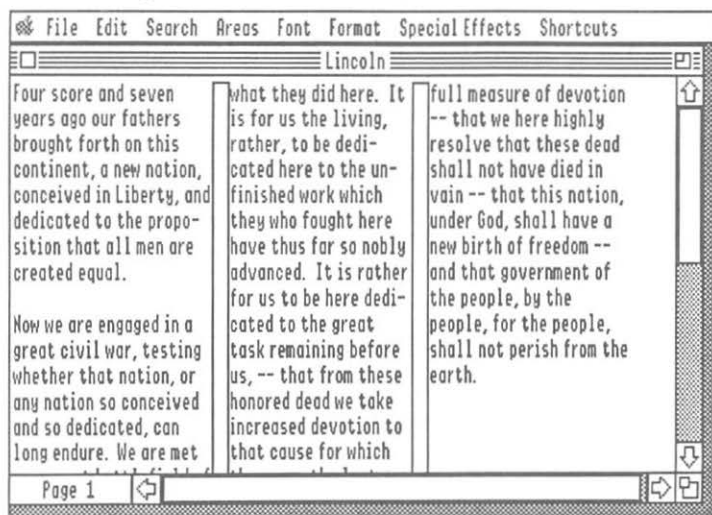 File Edit Search Areas Font Format Special Effects Shortcuts
Lincoln
Four score and seven
years ago our fathers
brought forth on this
continent, a new nation,
conceived in Liberty, and
dedicated to the propo-
sition that all men are
created equal.
Now we are engaged in a
great civil war, testing
whether that nation, or
any nation so conceived
and so dedicated, can
long endure. We are met
what they did here. It
is for us the living,
rather, to be dedi-
cated here to the un-
finished work which
they who fought here
have thus far so nobly
advanced. It is rather
for us to be here dedi-
cated to the great
task remaining before
us, -- that from these
honored dead we take
increased devotion to
that cause for which
full measure of devotion
-- that we here highly
resolve that these dead
shall not have died in
vain -- that this nation,
under God, shall have a
new birth of freedom --
and that government of
the people, by the
people, for the people,
shall not perish from the
earth.
Page 1